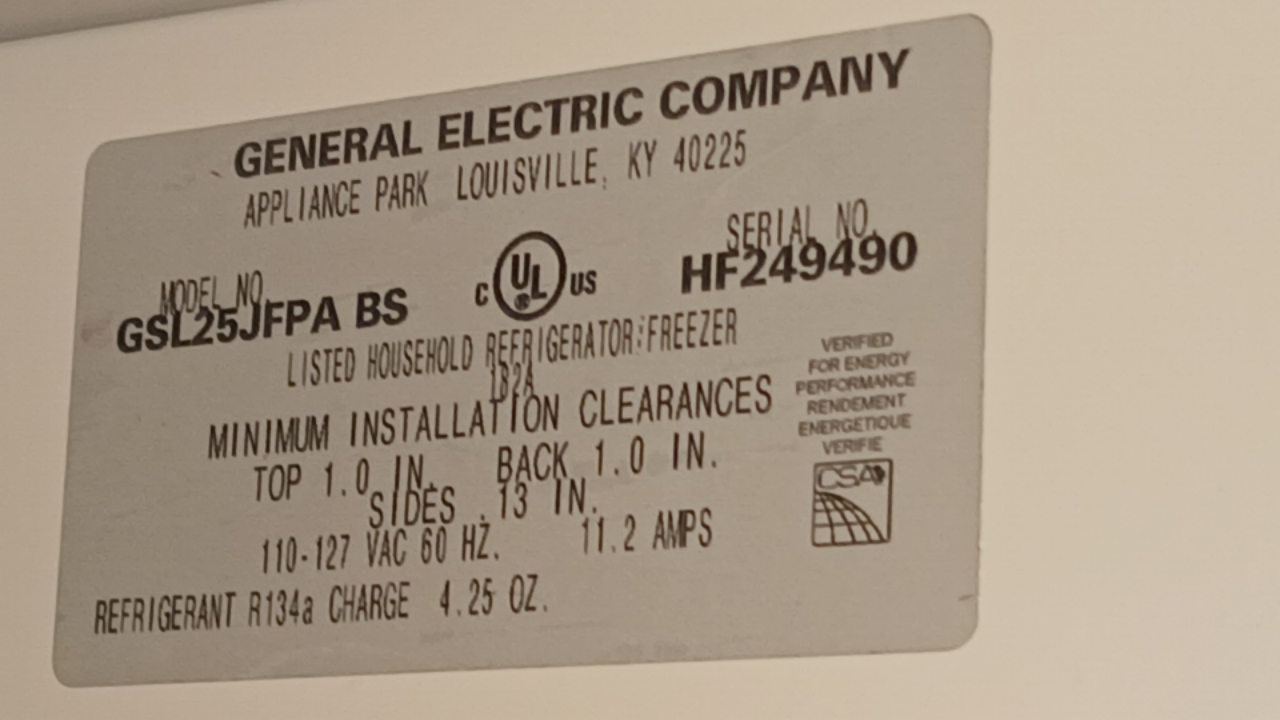 GENERAL ELECTRIC COMPANY
APPLIANCE PARK LOUISVILLE, KY 40225
MODEL NO.
GSL25JFPA BS
C UL ® US
SERIAL NO.
HF249490
LISTED HOUSEHOLD REFRIGERATOR/FREEZER
182A
MINIMUM INSTALLATION CLEARANCES
TOP 1.0 IN. BACK 1.0 IN.
SIDES .13 IN.
110-127 VAC 60 HZ. 11.2 AMPS
REFRIGERANT R134a CHARGE 4.25 OZ.
VERIFIED
FOR ENERGY
PERFORMANCE
RENDEMENT
ENERGETIQUE
VERIFIE
CSA